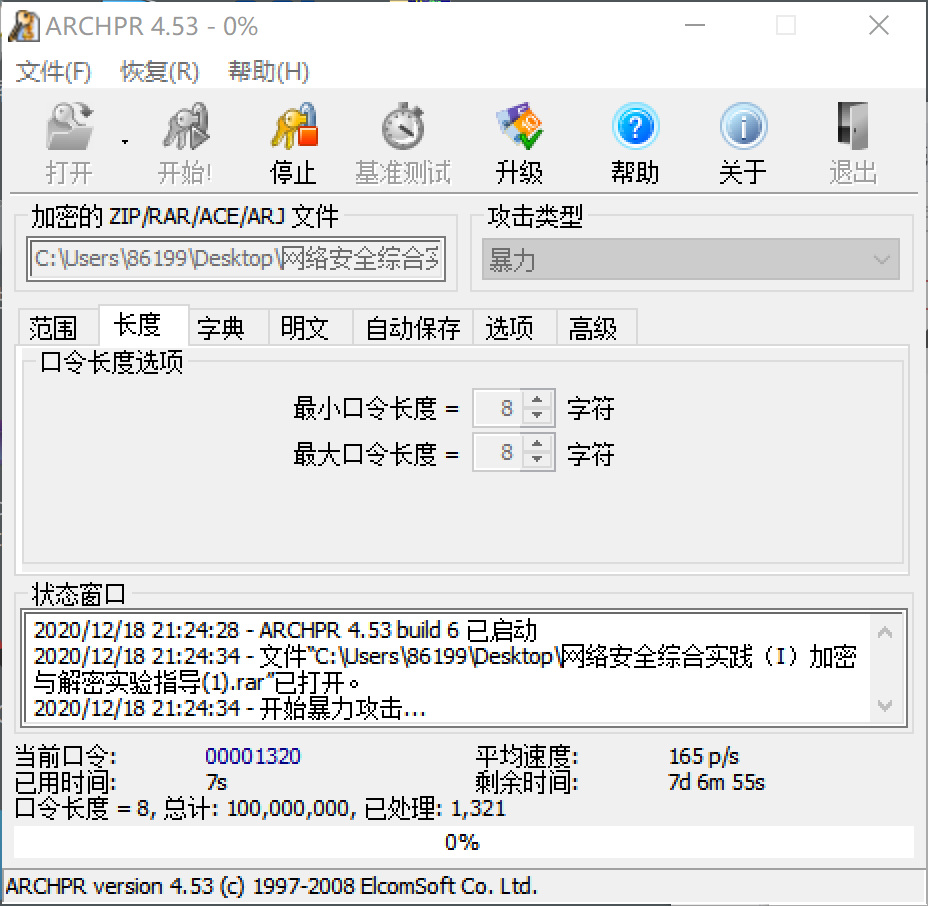 ARCHPR 4.53 - 0%
文件(F) 恢复(R) 帮助(H)
打开 开始! 停止 基准测试 升级 帮助 关于 退出
加密的 ZIP/RAR/ACE/ARJ 文件 攻击类型
C:\Users\86199\Desktop\网络安全综合实 暴力
范围 长度 字典 明文 自动保存 选项 高级
口令长度选项
最小口令长度 = 8 字符
最大口令长度 = 8 字符
状态窗口
2020/12/18 21:24:28 - ARCHPR 4.53 build 6 已启动
2020/12/18 21:24:34 - 文件"C:\Users\86199\Desktop\网络安全综合实践（I）加密
与解密实验指导(1).rar"已打开。
2020/12/18 21:24:34 - 开始暴力攻击...
当前口令: 00001320 平均速度: 165 p/s
已用时间: 7s 剩余时间: 7d 6m 55s
口令长度 = 8, 总计: 100,000,000, 已处理: 1,321
0%
ARCHPR version 4.53 (c) 1997-2008 ElcomSoft Co. Ltd.